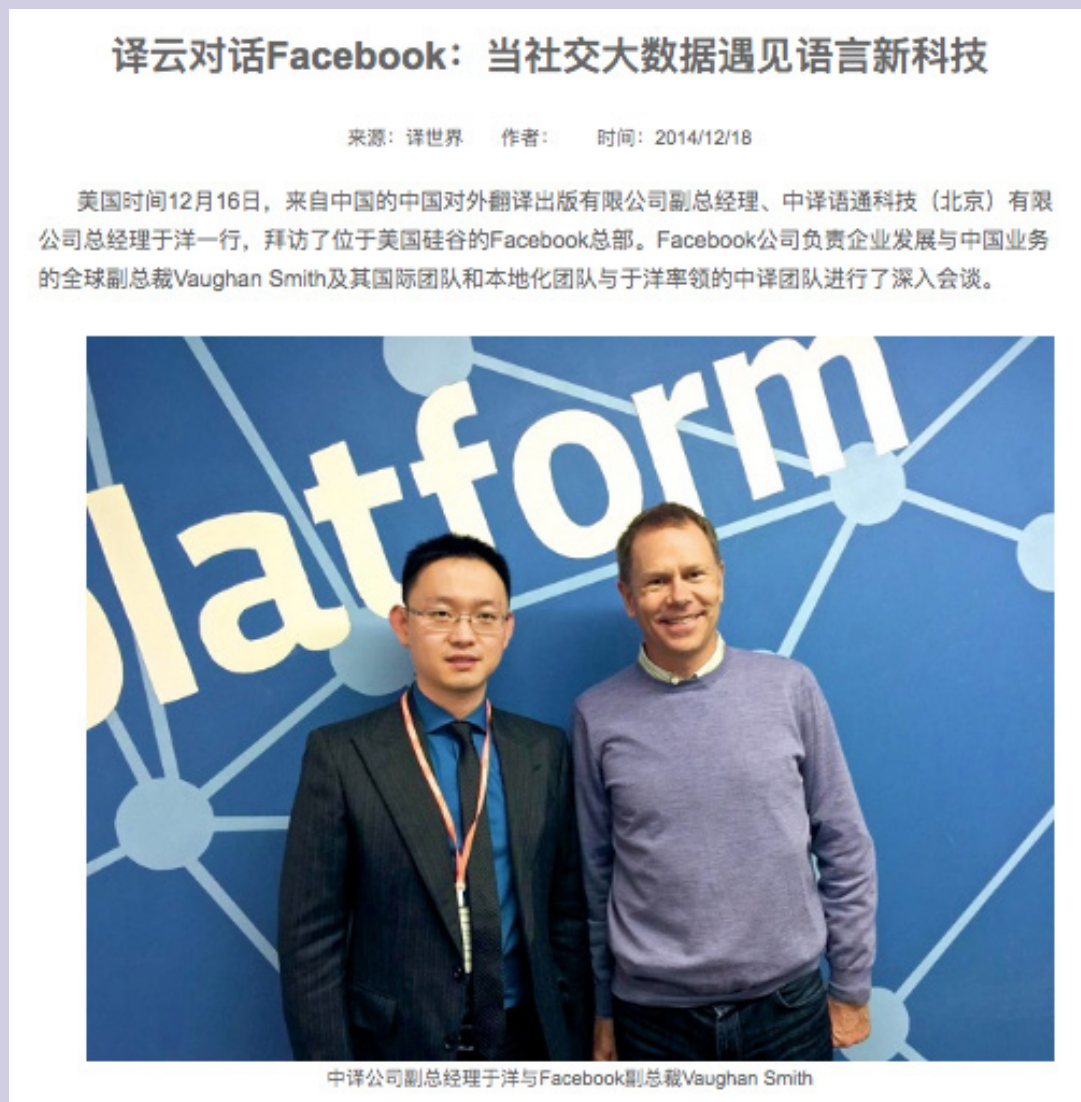 译云对话Facebook：当社交大数据遇见语言新科技
来源：译世界 作者： 时间：2014/12/18
美国时间12月16日，来自中国的中国对外翻译出版有限公司副总经理、中译语通科技（北京）有限
公司总经理于洋一行，拜访了位于美国硅谷的Facebook总部。Facebook公司负责企业发展与中国业务
的全球副总裁Vaughan Smith及其国际团队和本地化团队与于洋率领的中译团队进行了深入会谈。
platform
中译公司副总经理于洋与Facebook副总裁Vaughan Smith